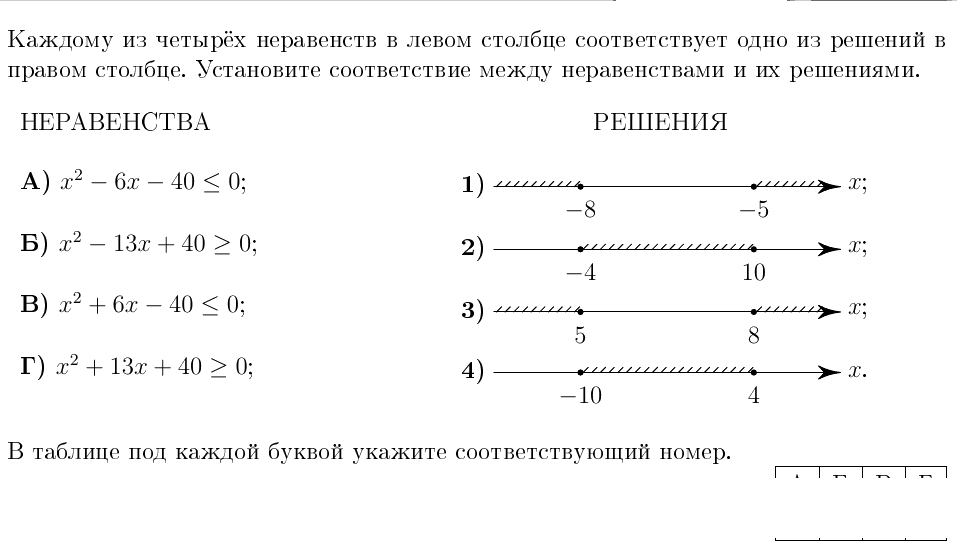 Каждому из четырёх неравенств в левом столбце соответствует одно из решений в
правом столбце. Установите соответствие между неравенствами и их решениями.
НЕРАВЕНСТВА
РЕШЕНИЯ
А) x² − 6x − 40 ≤ 0;
Б) x² − 13x + 40 ≥ 0;
В) x² + 6x − 40 ≤ 0;
Г) x² + 13x + 40 ≥ 0;
1) x;
−8 −5
2) x;
−4 10
3) x;
5 8
4) x.
−10 4
В таблице под каждой буквой укажите соответствующий номер.